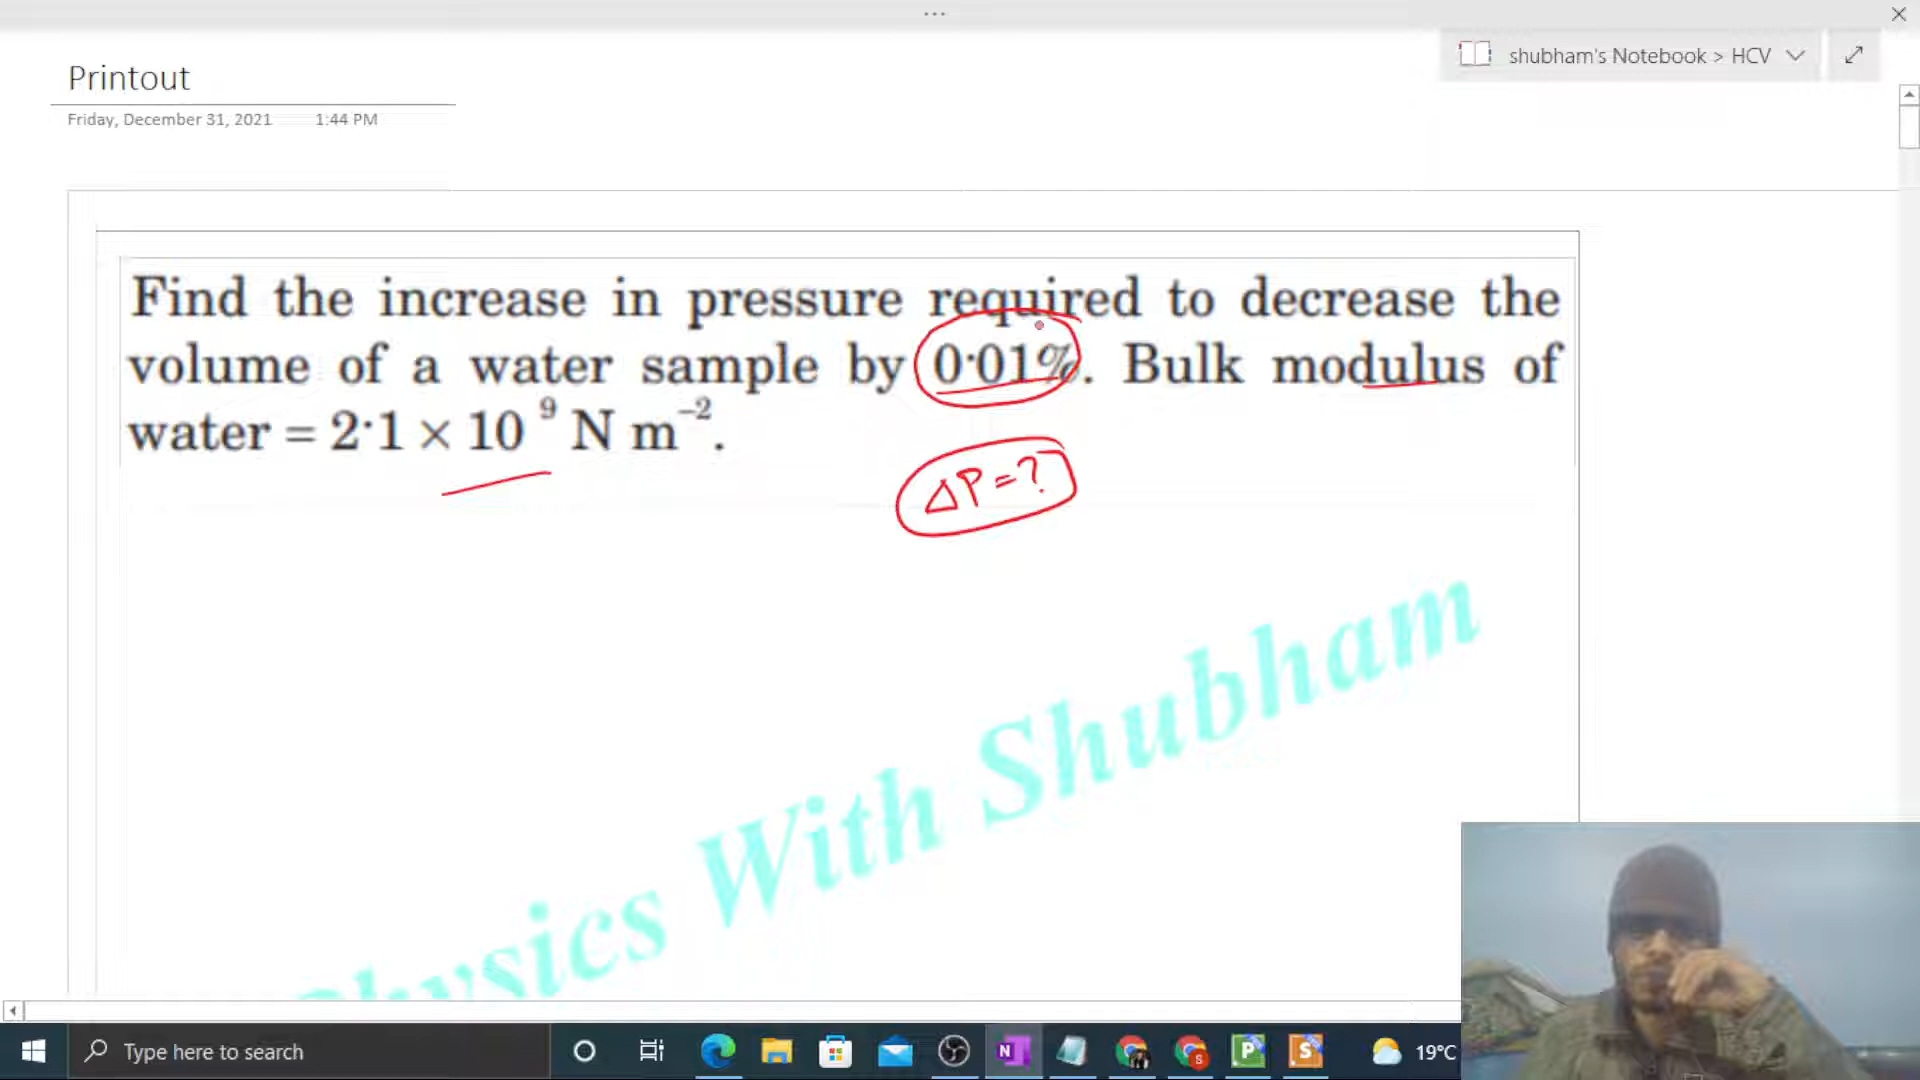 Printout
Friday, December 31, 2021 1:44 PM
shubham's Notebook > HCV
Find the increase in pressure required to decrease the
volume of a water sample by 0·01%. Bulk modulus of
water = 2·1 × 10⁹ N m⁻².
ΔP = ?
Physics With Shubham
Type here to search
19°C